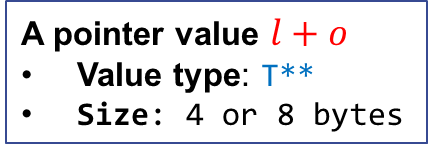 A pointer value l + o
• Value type: T**
• Size: 4 or 8 bytes